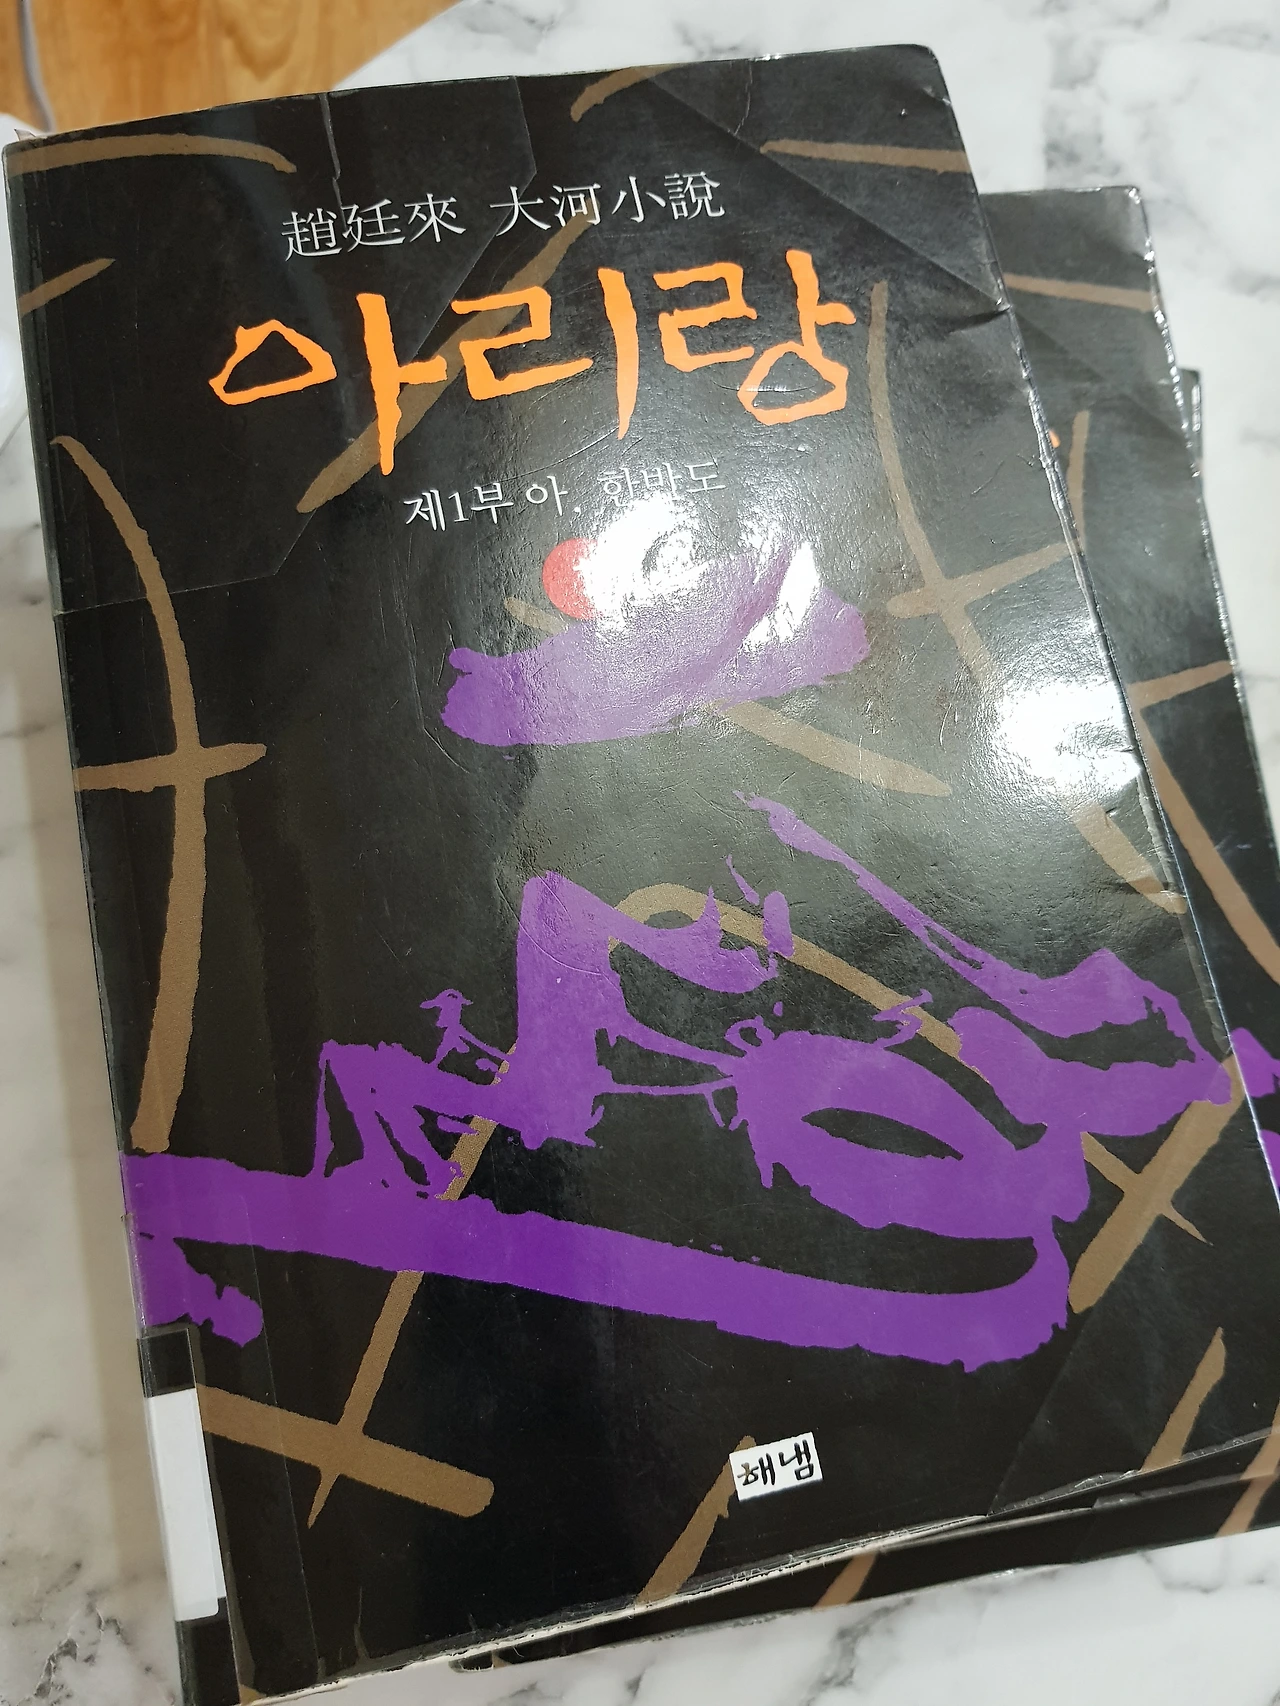 趙廷來 大河小說
아리랑
제1부 아, 한반도
해냄